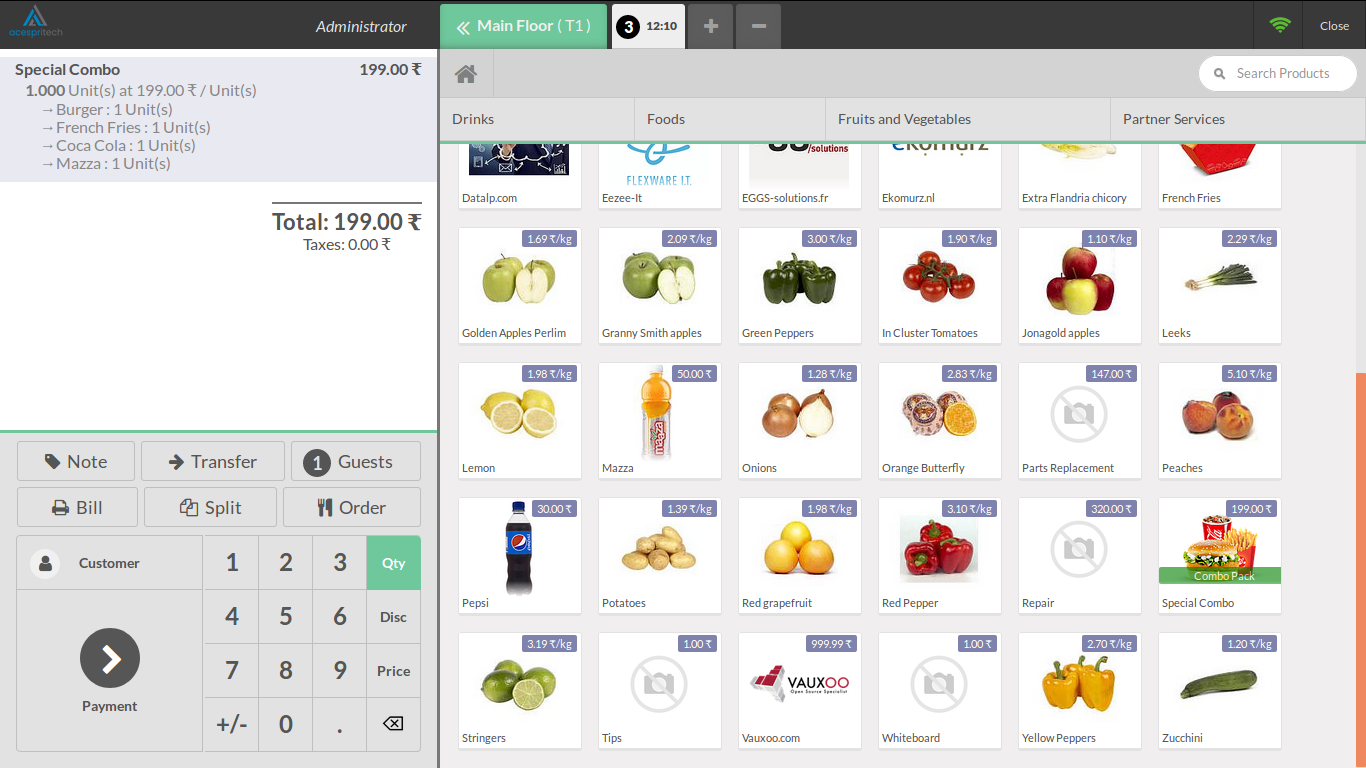 acespritech
Administrator
Main Floor ( T1 )
3 12:10
Close
Special Combo 199.00 ₹
1.000 Unit(s) at 199.00 ₹ / Unit(s)
→ Burger : 1 Unit(s)
→ French Fries : 1 Unit(s)
→ Coca Cola : 1 Unit(s)
→ Mazza : 1 Unit(s)
Total: 199.00 ₹
Taxes: 0.00 ₹
Note Transfer 1 Guests
Bill Split Order
Customer 1 2 3 Qty
4 5 6 Disc
7 8 9 Price
Payment
+/- 0 .
Search Products
Drinks Foods Fruits and Vegetables Partner Services
FLEXWARE I.T. /solutions
Datalp.com Eezee-It EGGS-solutions.fr Ekomurz.nl Extra Flandria chicory French Fries
1.69 ₹/kg 2.09 ₹/kg 3.00 ₹/kg 1.90 ₹/kg 1.10 ₹/kg 2.29 ₹/kg
Golden Apples Perlim Granny Smith apples Green Peppers In Cluster Tomatoes Jonagold apples Leeks
1.98 ₹/kg 50.00 ₹ 1.28 ₹/kg 2.83 ₹/kg 147.00 ₹ 5.10 ₹/kg
maaza
Lemon Mazza Onions Orange Butterfly Parts Replacement Peaches
30.00 ₹ 1.39 ₹/kg 1.98 ₹/kg 3.10 ₹/kg 320.00 ₹ 199.00 ₹
pepsi
Combo Pack
Pepsi Potatoes Red grapefruit Red Pepper Repair Special Combo
3.19 ₹/kg 1.00 ₹ 999.99 ₹ 1.00 ₹ 2.70 ₹/kg 1.20 ₹/kg
VAUXOO
Open Source Specialist
Stringers Tips Vauxoo.com Whiteboard Yellow Peppers Zucchini